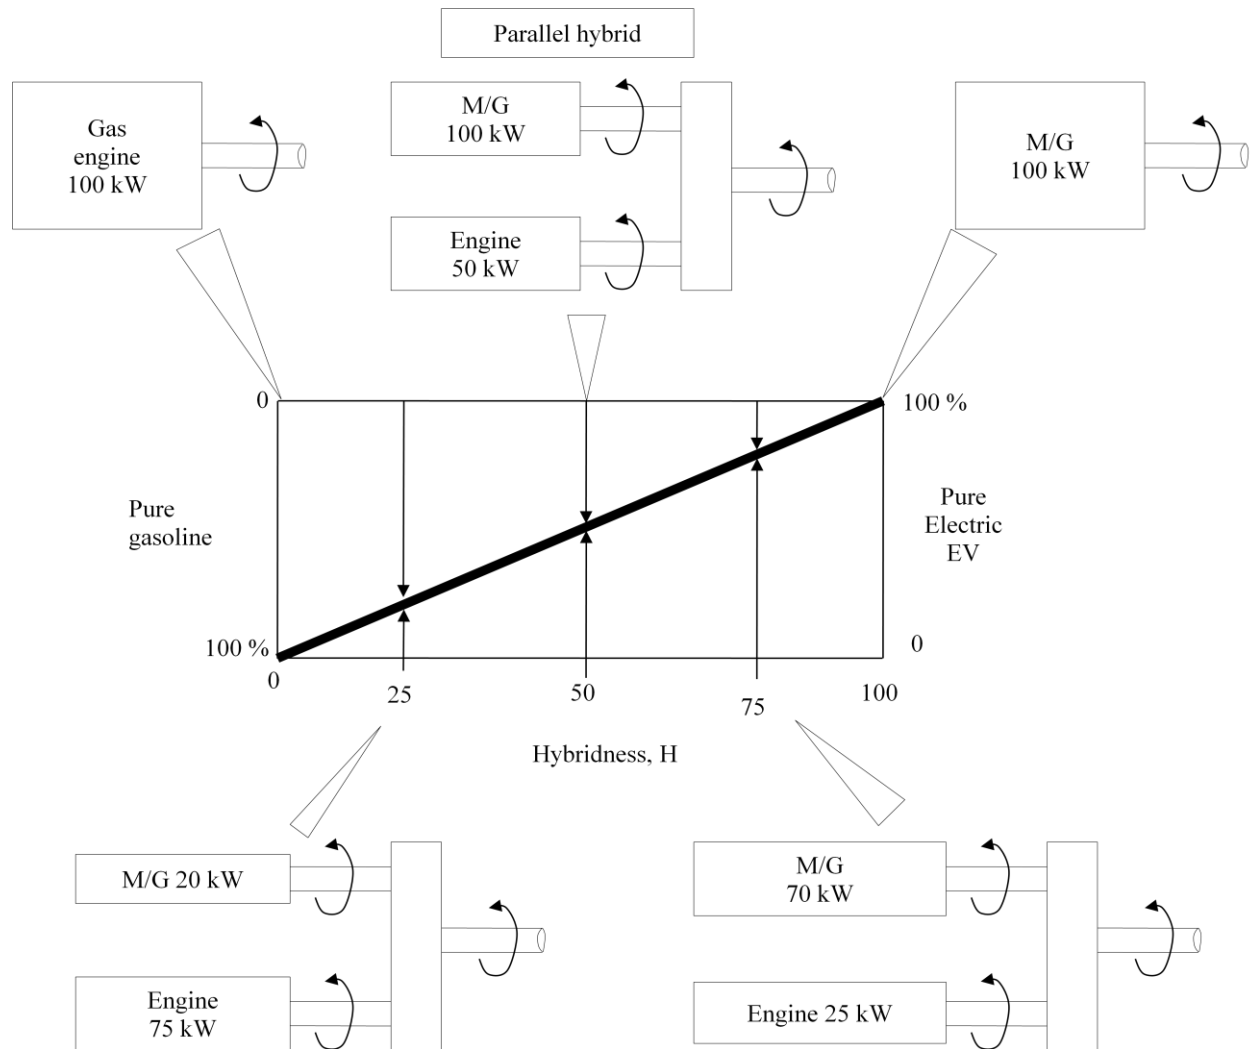 Parallel hybrid
Gas
engine
100 kW
M/G
100 kW
Engine
50 kW
M/G
100 kW
0
100 %
Pure
gasoline
Pure
Electric
EV
100 %
0
0
25
50
75
100
Hybridness, H
M/G 20 kW
Engine
75 kW
M/G
70 kW
Engine 25 kW